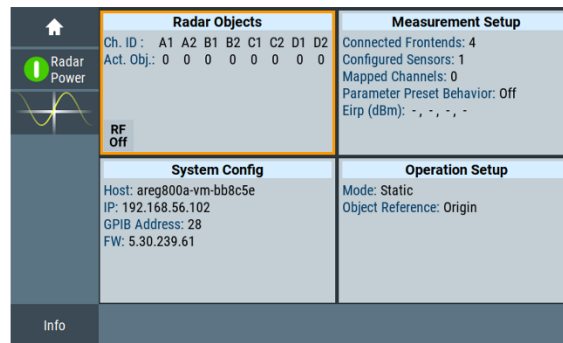 Radar Power
Radar Objects
Ch. ID : A1 A2 B1 B2 C1 C2 D1 D2
Act. Obj.: 0 0 0 0 0 0 0 0
RF
Off
Measurement Setup
Connected Frontends: 4
Configured Sensors: 1
Mapped Channels: 0
Parameter Preset Behavior: Off
Eirp (dBm): - , - , - , -
System Config
Host: areg800a-vm-bb8c5e
IP: 192.168.56.102
GPIB Address: 28
FW: 5.30.239.61
Operation Setup
Mode: Static
Object Reference: Origin
Info